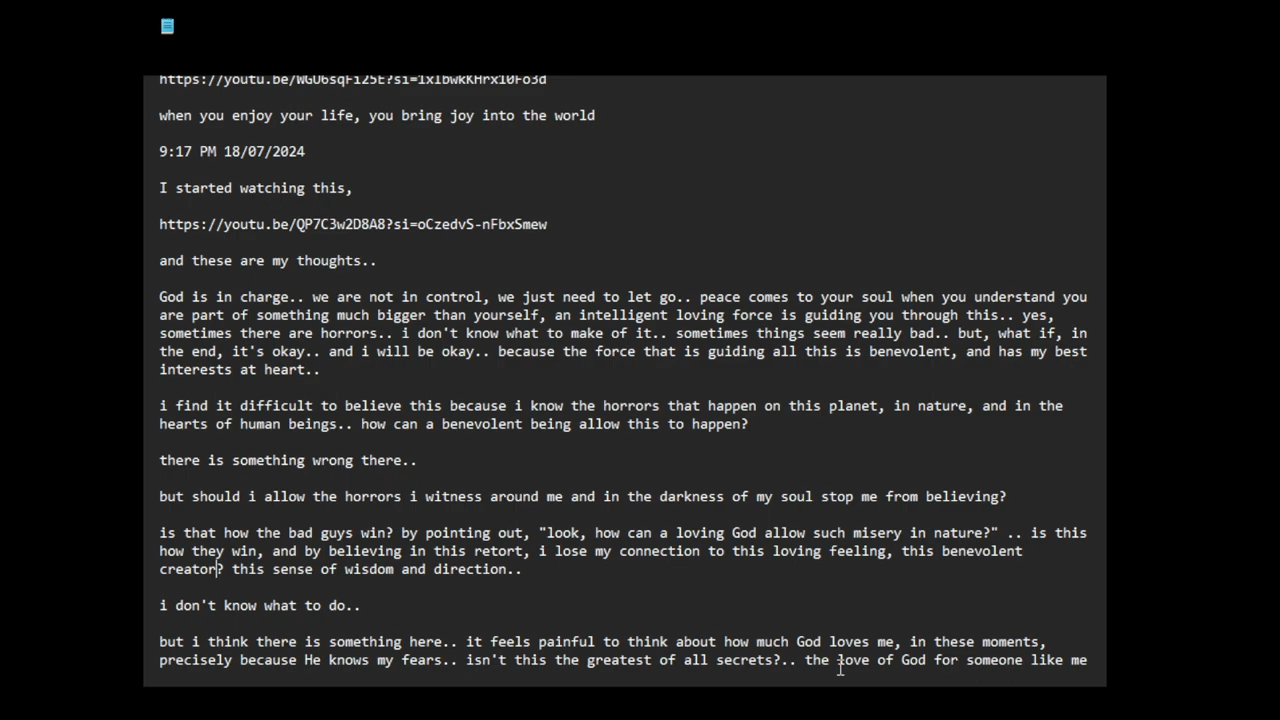 https://youtu.be/WGU6sqFi25E?si=1xIbwkKHrx10Fo3d
when you enjoy your life, you bring joy into the world
9:17 PM 18/07/2024
I started watching this,
https://youtu.be/QP7C3w2D8A8?si=oCzedvS-nFbxSmew
and these are my thoughts..
God is in charge.. we are not in control, we just need to let go.. peace comes to your soul when you understand you
are part of something much bigger than yourself, an intelligent loving force is guiding you through this.. yes,
sometimes there are horrors.. i don't know what to make of it.. sometimes things seem really bad.. but, what if, in
the end, it's okay.. and i will be okay.. because the force that is guiding all this is benevolent, and has my best
interests at heart..
i find it difficult to believe this because i know the horrors that happen on this planet, in nature, and in the
hearts of human beings.. how can a benevolent being allow this to happen?
there is something wrong there..
but should i allow the horrors i witness around me and in the darkness of my soul stop me from believing?
is that how the bad guys win? by pointing out, "look, how can a loving God allow such misery in nature?" .. is this
how they win, and by believing in this retort, i lose my connection to this loving feeling, this benevolent
creator? this sense of wisdom and direction..
i don't know what to do..
but i think there is something here.. it feels painful to think about how much God loves me, in these moments,
precisely because He knows my fears.. isn't this the greatest of all secrets?.. the love of God for someone like me